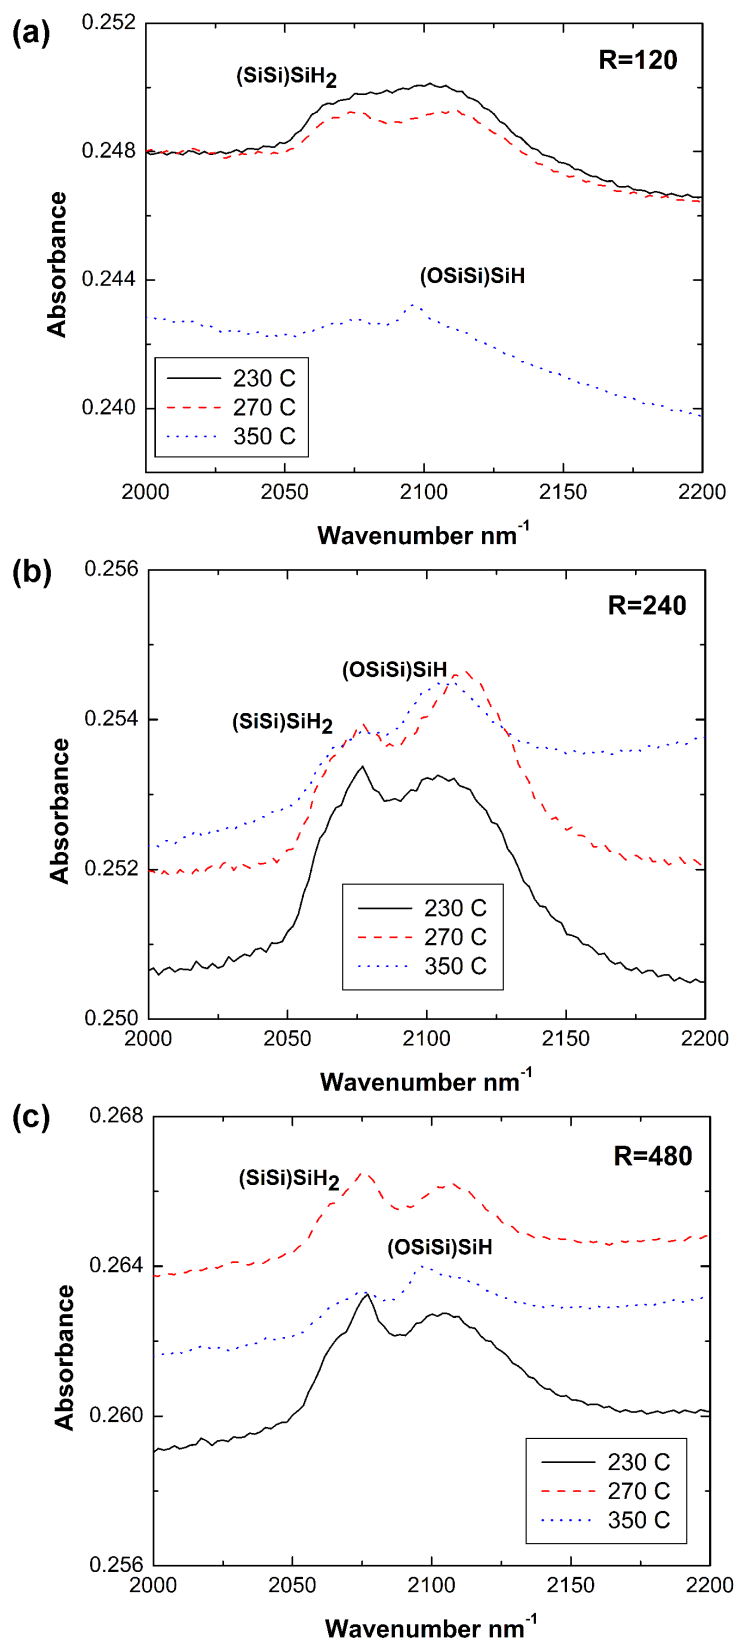 (a)
0.252
R=120
(SiSi)SiH2
0.248
Absorbance
0.244
(OSiSi)SiH
230 C
270 C
350 C
0.240
2000 2050 2100 2150 2200
Wavenumber nm-1
(b)
0.256
R=240
(OSiSi)SiH
(SiSi)SiH2
0.254
Absorbance
0.252
230 C
270 C
350 C
0.250
2000 2050 2100 2150 2200
Wavenumber nm-1
(c)
0.268
R=480
(SiSi)SiH2
(OSiSi)SiH
0.264
Absorbance
0.260
230 C
270 C
350 C
0.256
2000 2050 2100 2150 2200
Wavenumber nm-1